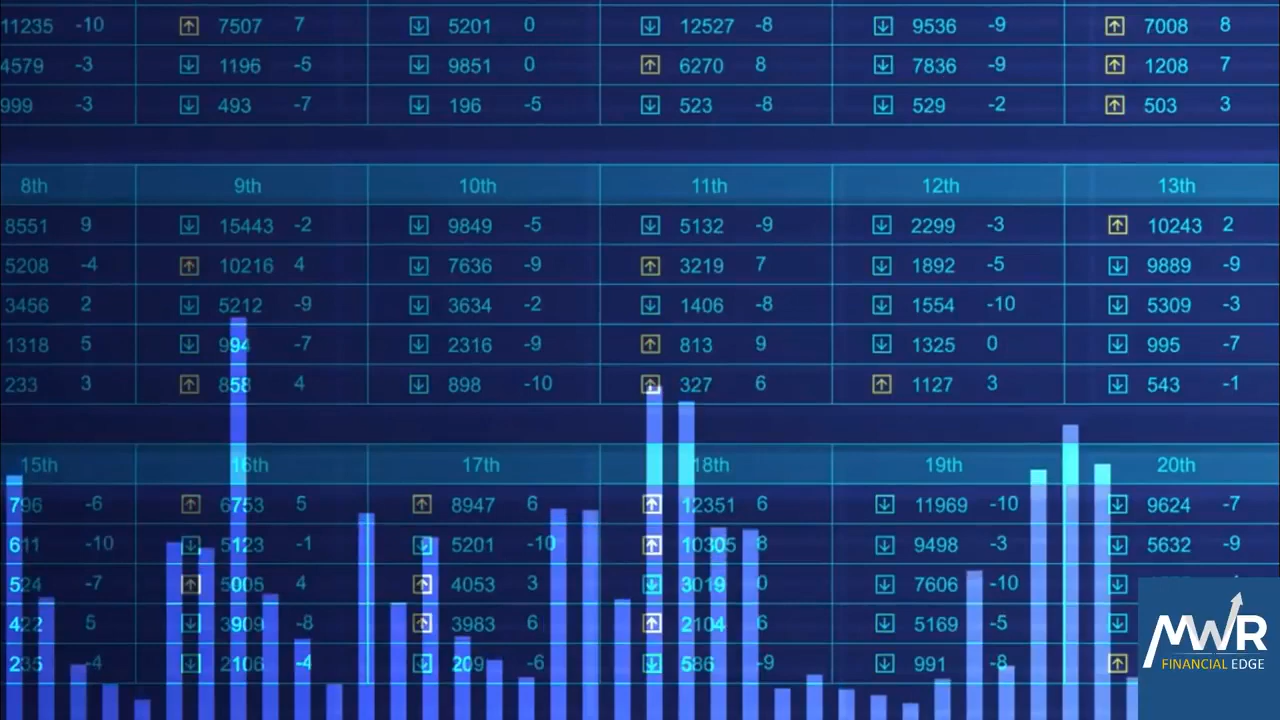 11235 -10 7507 7 5201 0 12527 -8 9536 -9 7008 8
4579 -3 1196 -5 9851 0 6270 8 7836 -9 1208 7
999 -3 493 -7 196 -5 523 -8 529 -2 503 3
8th 9th 10th 11th 12th 13th
8551 9 15443 -2 9849 -5 5132 -9 2299 -3 10243 2
5208 -4 10216 4 7636 -9 3219 7 1892 -5 9889 -9
3456 2 5212 -9 3634 -2 1406 -8 1554 -10 5309 -3
1318 5 994 -7 2316 -9 813 9 1325 0 995 -7
233 3 858 4 898 -10 327 6 1127 3 543 -1
15th 16th 17th 18th 19th 20th
796 -6 6753 5 8947 6 12351 6 11969 -10 9624 -7
611 -10 5123 -1 5201 -10 10305 8 9498 -3 5632 -9
524 -7 5005 4 4053 3 3019 0 7606 -10
422 5 3909 -8 3983 6 2104 6 5169 -5
235 -4 2106 -4 209 -6 586 -9 991 -8
MWR
FINANCIAL EDGE